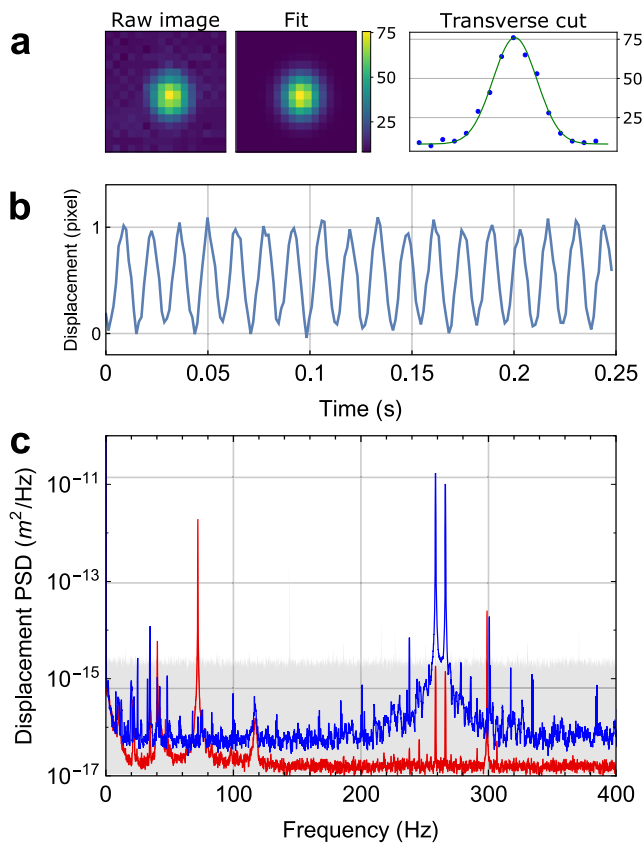 a
Raw image
Fit
Transverse cut
75
50
25
75
50
25
b
Displacement (pixel)
1
0
0
0.05
0.1
0.15
0.2
0.25
Time (s)
c
Displacement PSD (m²/Hz)
10⁻¹¹
10⁻¹³
10⁻¹⁵
10⁻¹⁷
0
100
200
300
400
Frequency (Hz)